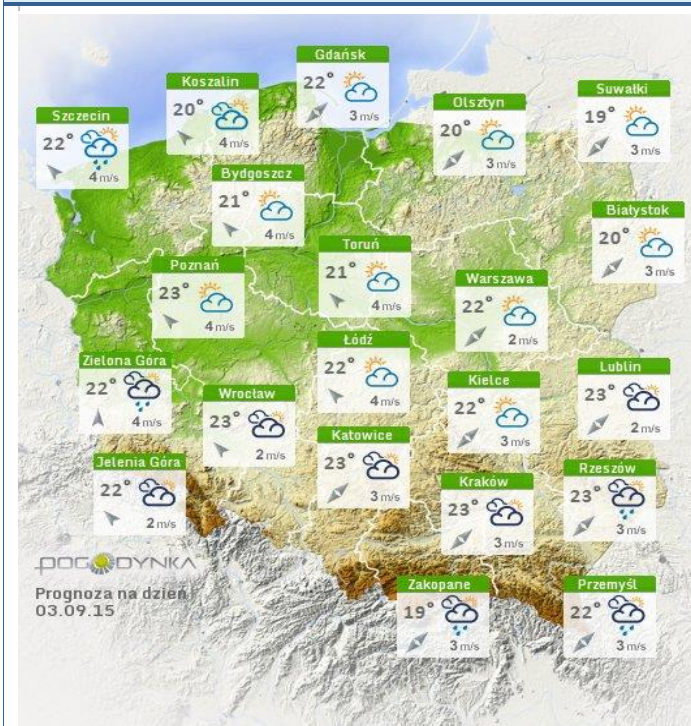 Gdańsk
22°
3 m/s
Koszalin
20°
4 m/s
Suwałki
19°
3 m/s
Olsztyn
20°
3 m/s
Szczecin
22°
4 m/s
Bydgoszcz
21°
4 m/s
Białystok
20°
3 m/s
Toruń
21°
4 m/s
Poznań
23°
4 m/s
Warszawa
22°
2 m/s
Łódź
22°
4 m/s
Zielona Góra
22°
4 m/s
Lublin
23°
2 m/s
Kielce
22°
3 m/s
Wrocław
23°
2 m/s
Katowice
23°
3 m/s
Jelenia Góra
22°
2 m/s
Rzeszów
23°
3 m/s
Kraków
23°
3 m/s
POGODYNKA
Prognoza na dzień
03.09.15
Zakopane
19°
3 m/s
Przemyśl
22°
3 m/s